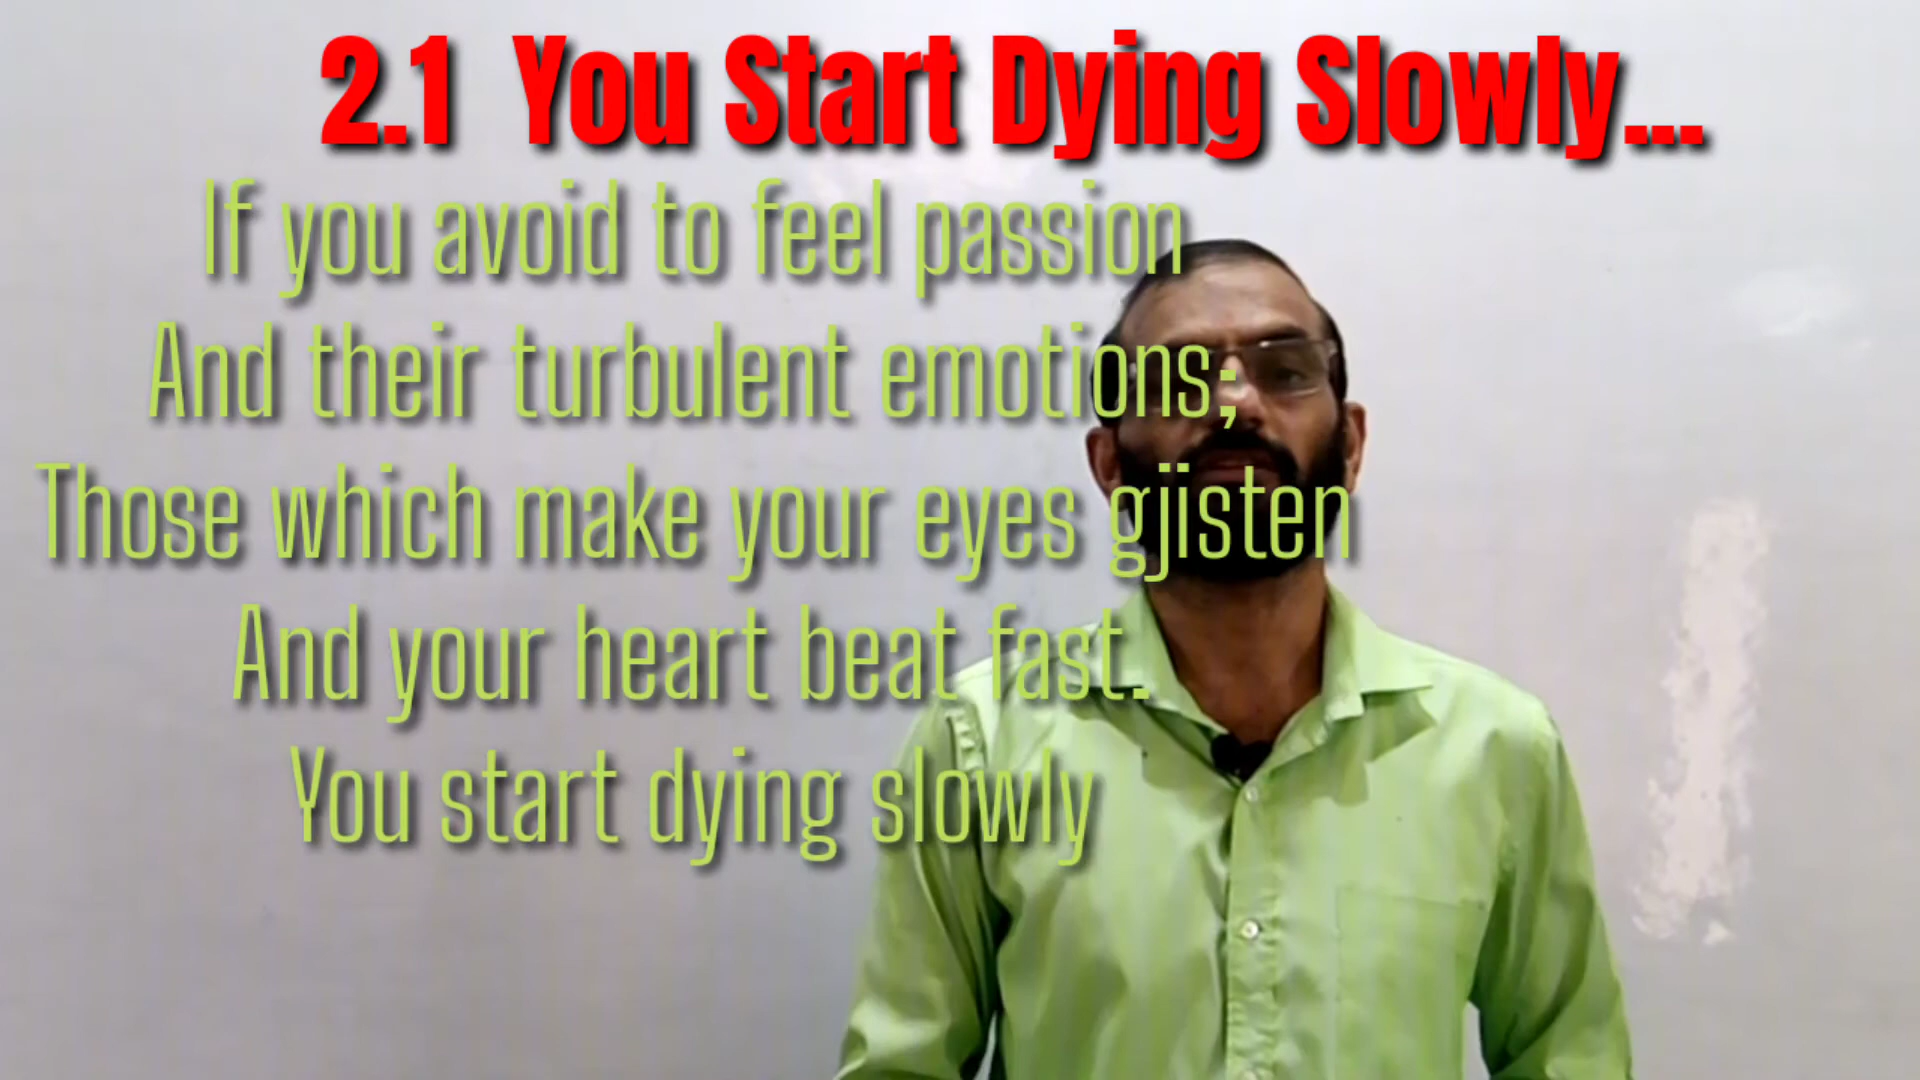 2.1 You Start Dying Slowly...
If you avoid to feel passion
And their turbulent emotions;
Those which make your eyes gjisten
And your heart beat fast.
You start dying slowly